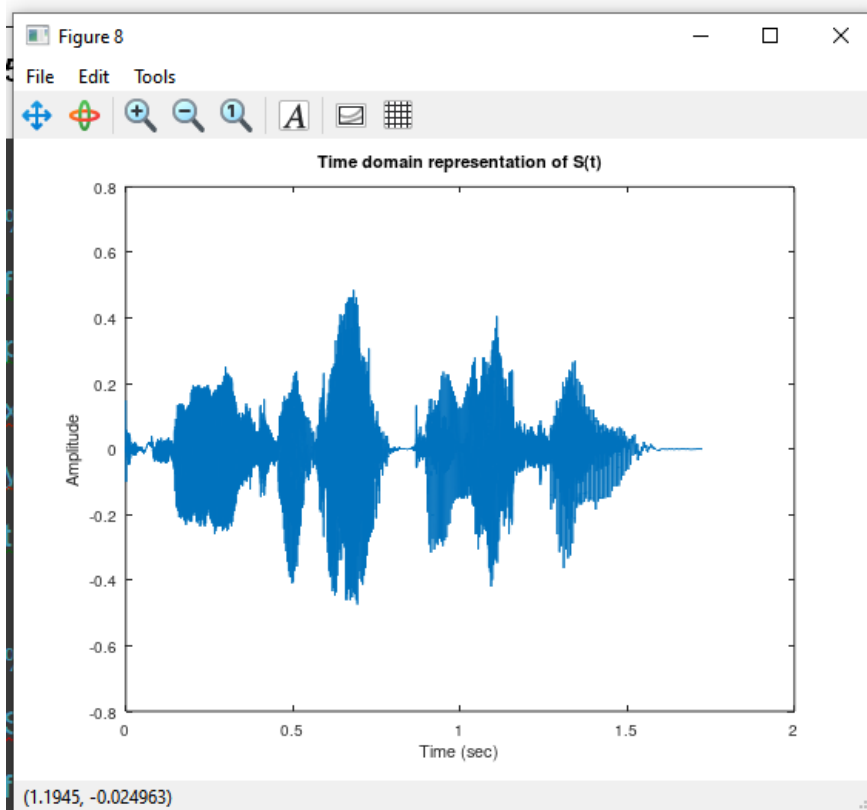 Figure 8
File Edit Tools
1 A
Time domain representation of S(t)
0.8
0.6
0.4
0.2
0
-0.2
-0.4
-0.6
-0.8
Amplitude
0 0.5 1 1.5 2
Time (sec)
(1.1945, -0.024963)